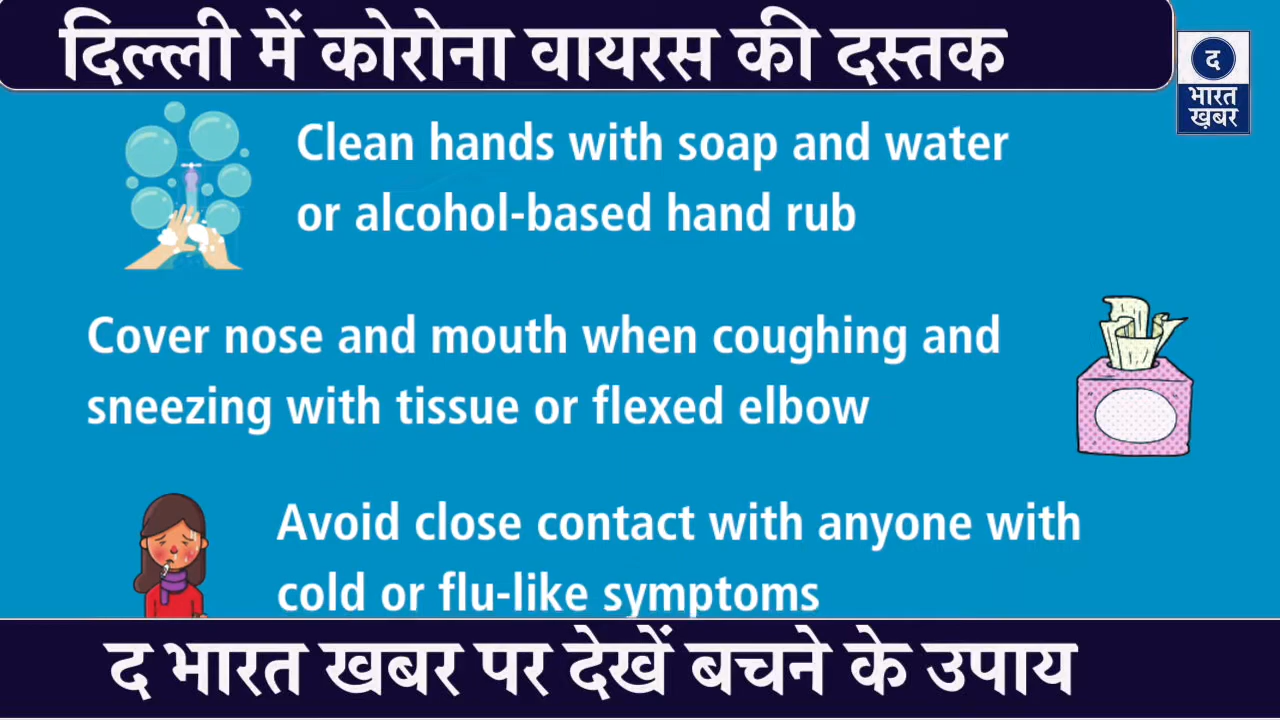 दिल्ली में कोरोना वायरस की दस्तक
द
भारत
ख़बर
Clean hands with soap and water
or alcohol-based hand rub
Cover nose and mouth when coughing and
sneezing with tissue or flexed elbow
Avoid close contact with anyone with
cold or flu-like symptoms
द भारत खबर पर देखें बचने के उपाय